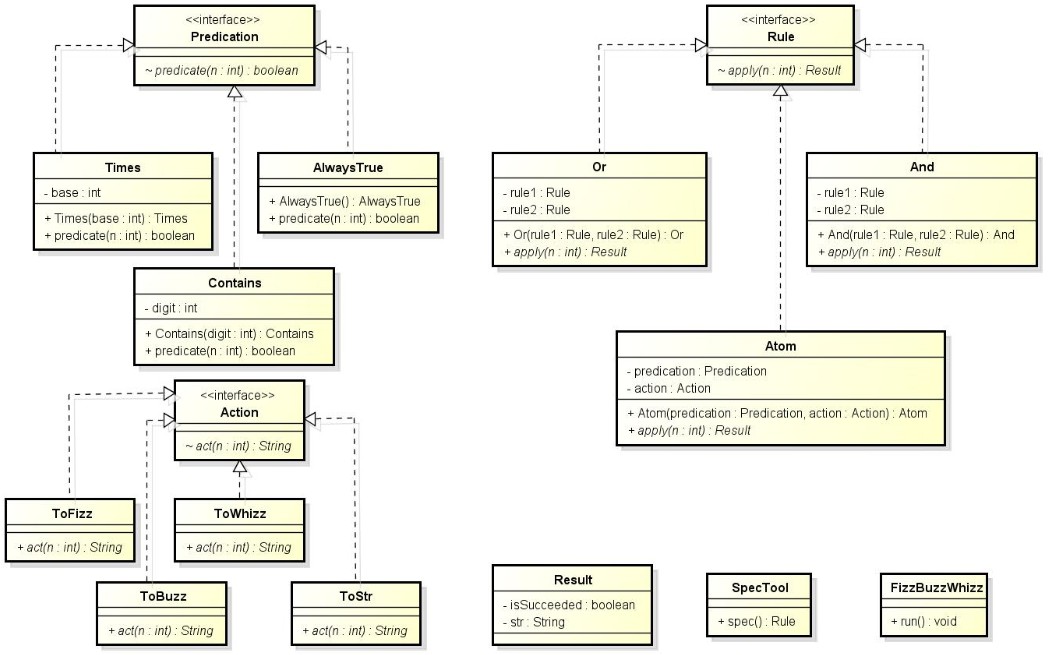 <<interface>>
Predication
~ predicate(n : int) : boolean
Times
- base : int
+ Times(base : int) : Times
+ predicate(n : int) : boolean
AlwaysTrue
+ AlwaysTrue() : AlwaysTrue
+ predicate(n : int) : boolean
Contains
- digit : int
+ Contains(digit : int) : Contains
+ predicate(n : int) : boolean
<<interface>>
Action
~ act(n : int) : String
ToFizz
+ act(n : int) : String
ToWhizz
+ act(n : int) : String
ToBuzz
+ act(n : int) : String
ToStr
+ act(n : int) : String
<<interface>>
Rule
~ apply(n : int) : Result
Or
- rule1 : Rule
- rule2 : Rule
+ Or(rule1 : Rule, rule2 : Rule) : Or
+ apply(n : int) : Result
And
- rule1 : Rule
- rule2 : Rule
+ And(rule1 : Rule, rule2 : Rule) : And
+ apply(n : int) : Result
Atom
- predication : Predication
- action : Action
+ Atom(predication : Predication, action : Action) : Atom
+ apply(n : int) : Result
Result
- isSucceeded : boolean
- str : String
SpecTool
+ spec() : Rule
FizzBuzzWhizz
+ run() : void